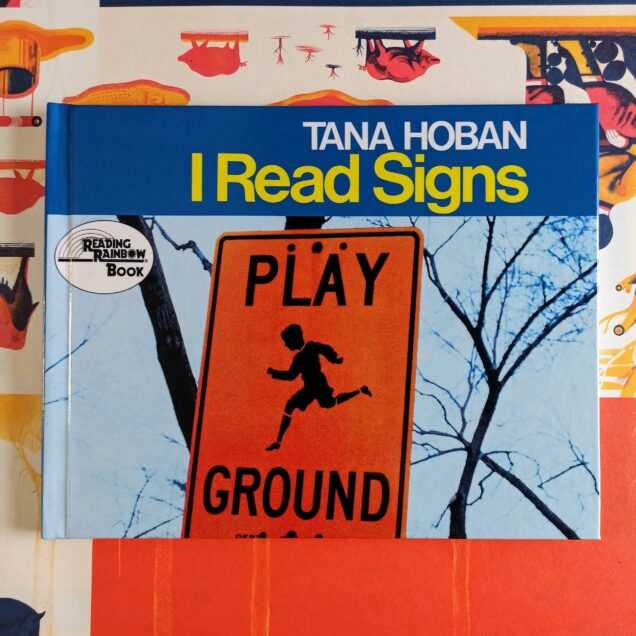 TANA HOBAN
I Read Signs
READING
RAINBOW®
BOOK
PLAY
GROUND